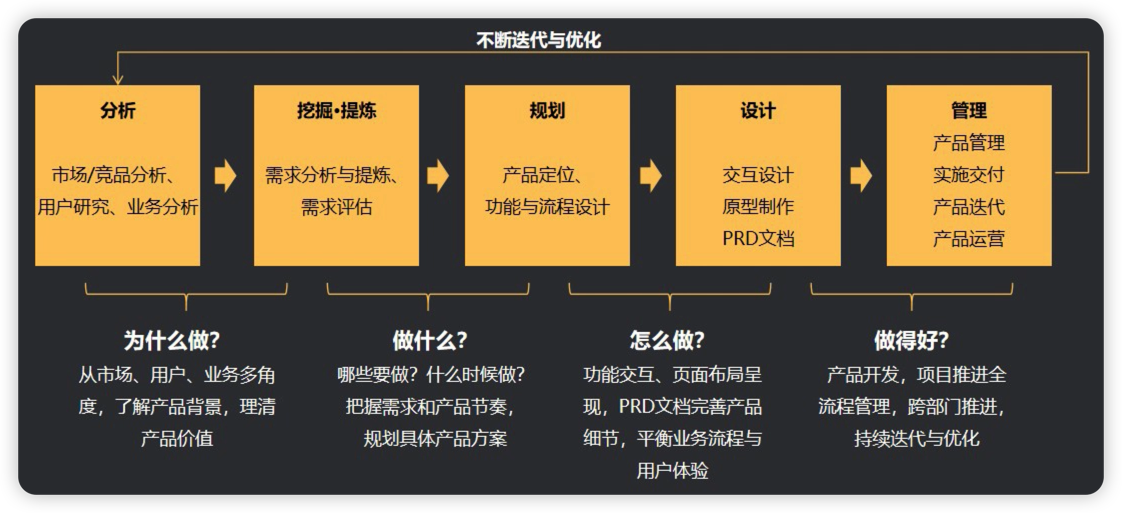 不断迭代与优化
分析
市场/竞品分析、
用户研究、业务分析
挖掘·提炼
需求分析与提炼、
需求评估
规划
产品定位、
功能与流程设计
设计
交互设计
原型制作
PRD文档
管理
产品管理
实施交付
产品迭代
产品运营
为什么做?
从市场、用户、业务多角
度，了解产品背景，理清
产品价值
做什么?
哪些要做？什么时候做?
把握需求和产品节奏，
规划具体产品方案
怎么做?
功能交互、页面布局呈
现，PRD文档完善产品
细节，平衡业务流程与
用户体验
做得好?
产品开发，项目推进全
流程管理，跨部门推进，
持续迭代与优化